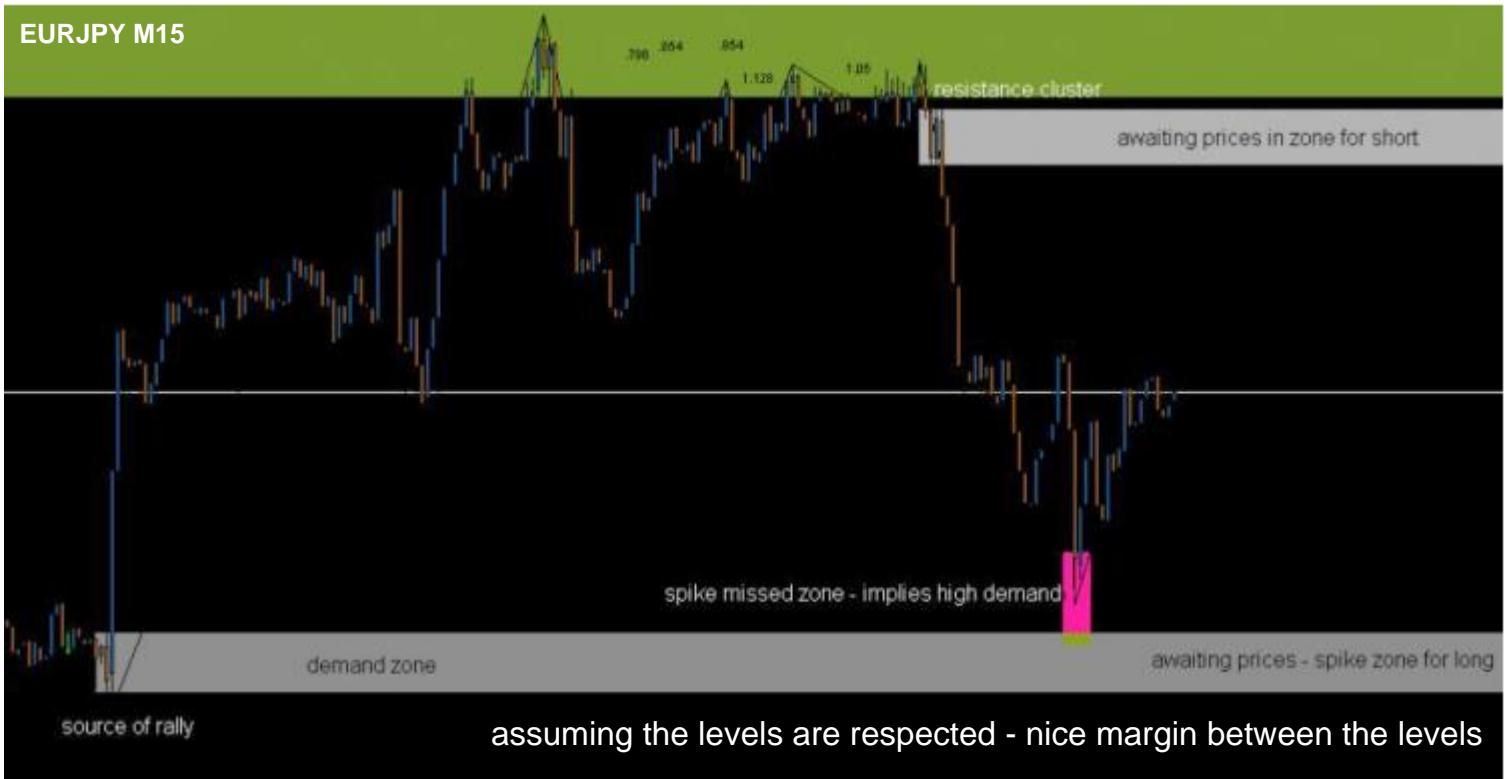 EURJPY M15
.798 .854 .954
1.128 1.05
resistance cluster
awaiting prices in zone for short
spike missed zone - implies high demand
demand zone
awaiting prices - spike zone for long
source of rally
assuming the levels are respected - nice margin between the levels